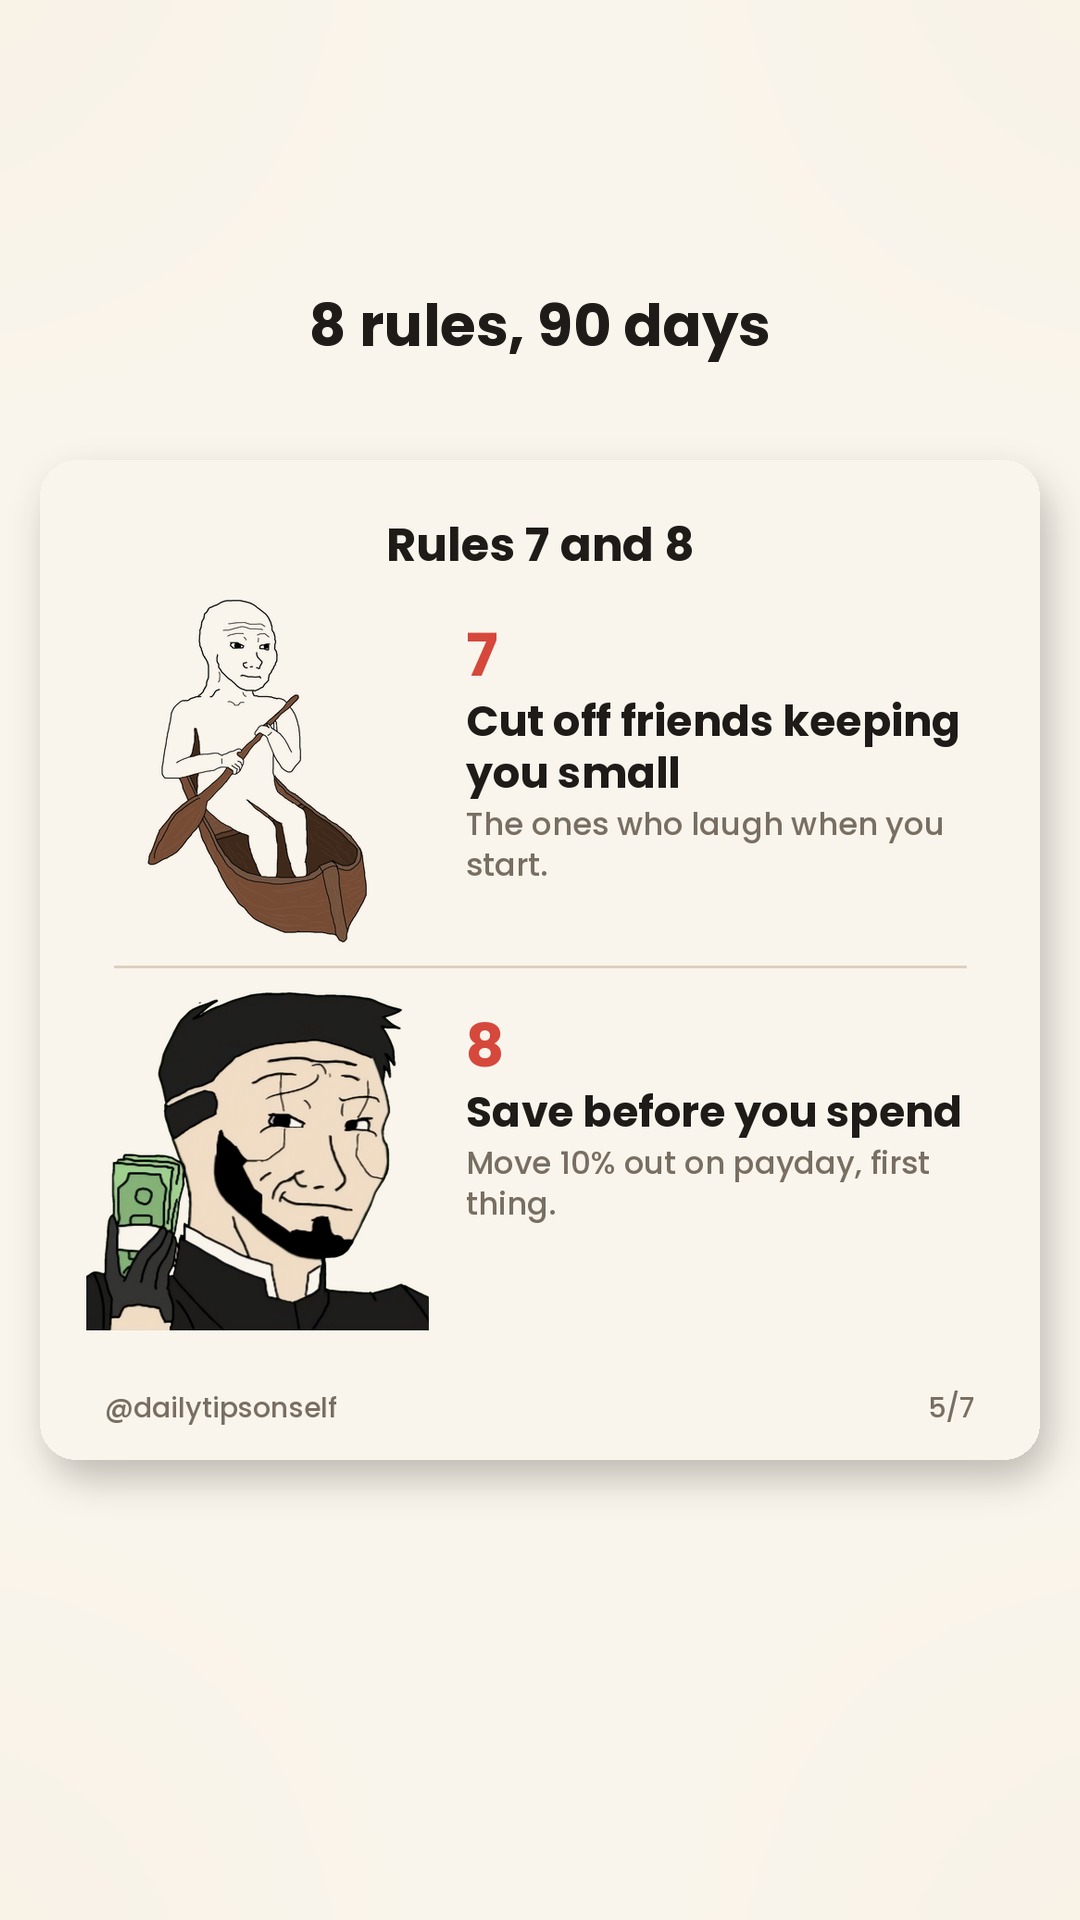 8 rules, 90 days
Rules 7 and 8
7
Cut off friends keeping
you small
The ones who laugh when you
start.
8
Save before you spend
Move 10% out on payday, first
thing.
@dailytipsonself
5/7